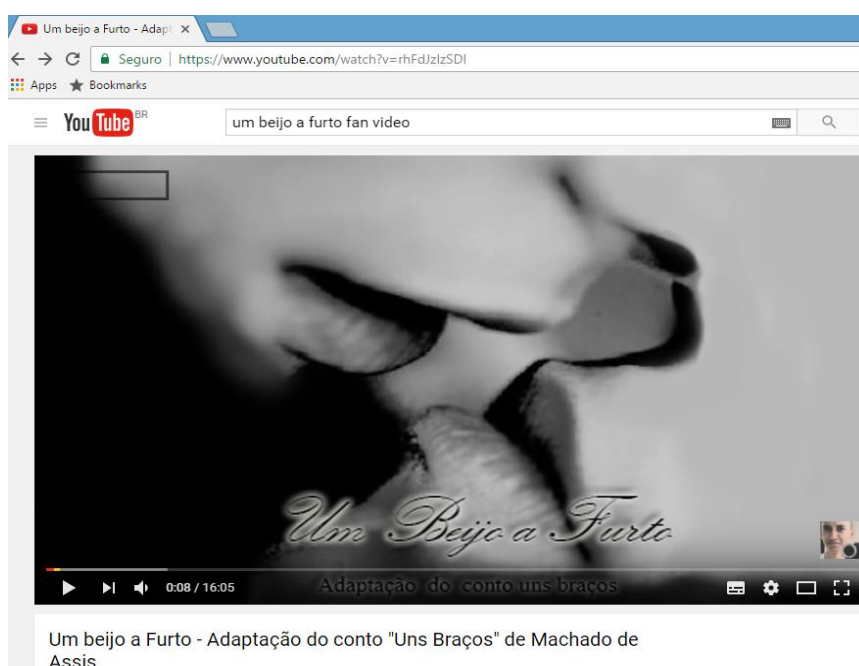 Um beijo a Furto - Adapt
Seguro https://www.youtube.com/watch?v=rhFdJzIzSDI
Apps Bookmarks
YouTube BR um beijo a furto fan video
Um Beijo a Furto
0:08 / 16:05 Adaptação do conto uns braços
Um beijo a Furto - Adaptação do conto "Uns Braços" de Machado de
Assis